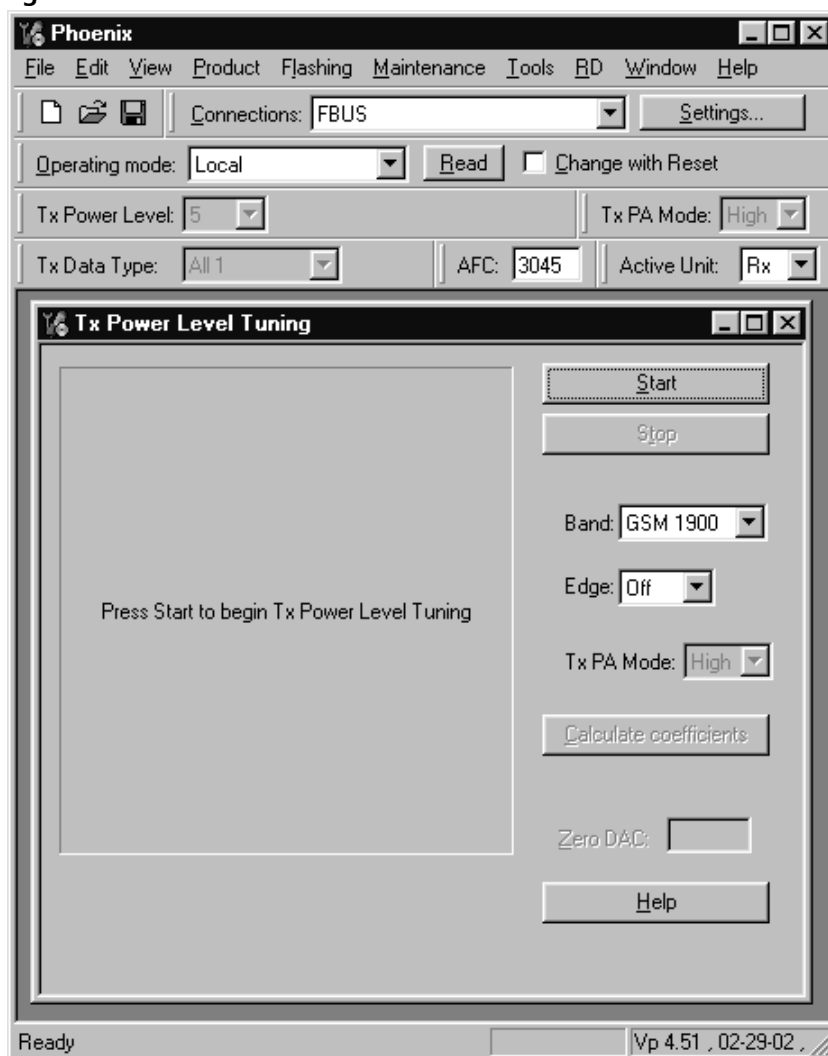 Phoenix
File Edit View Product Flashing Maintenance Tools RD Window Help
Connections: FBUS Settings...
Operating mode: Local Read Change with Reset
Tx Power Level: 5 Tx PA Mode: High
Tx Data Type: All 1 AFC: 3045 Active Unit: Rx
Tx Power Level Tuning
Start
Stop
Band: GSM 1900
Edge: Off
Press Start to begin Tx Power Level Tuning
Tx PA Mode: High
Calculate coefficients
Zero DAC:
Help
Ready Vp 4.51 , 02-29-02 ,